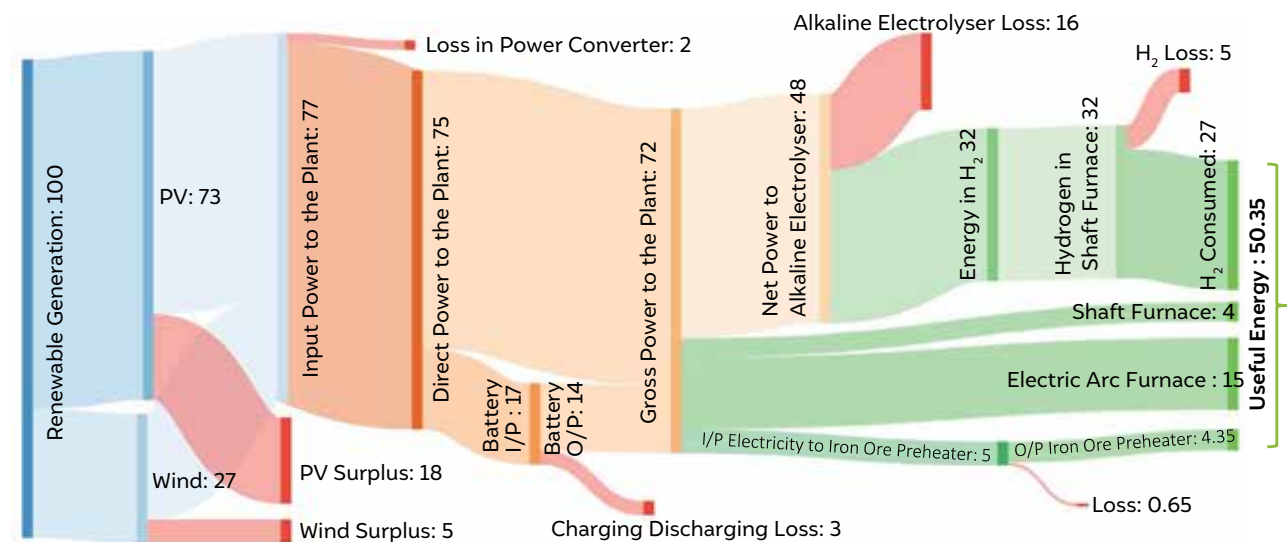 Renewable Generation: 100
PV: 73
Wind: 27
Loss in Power Converter: 2
Input Power to the Plant: 77
PV Surplus: 18
Wind Surplus: 5
Direct Power to the Plant: 75
Battery
I/P : 17
Battery
O/P: 14
Charging Discharging Loss: 3
Gross Power to the Plant: 72
Net Power to
Alkaline Electrolyser: 48
Alkaline Electrolyser Loss: 16
Energy in H₂ 32
Hydrogen in
Shaft Furnace: 32
H₂ Loss: 5
H₂ Consumed: 27
Shaft Furnace: 4
Electric Arc Furnace : 15
I/P Electricity to Iron Ore Preheater: 5
O/P Iron Ore Preheater: 4.35
Loss: 0.65
Useful Energy : 50.35